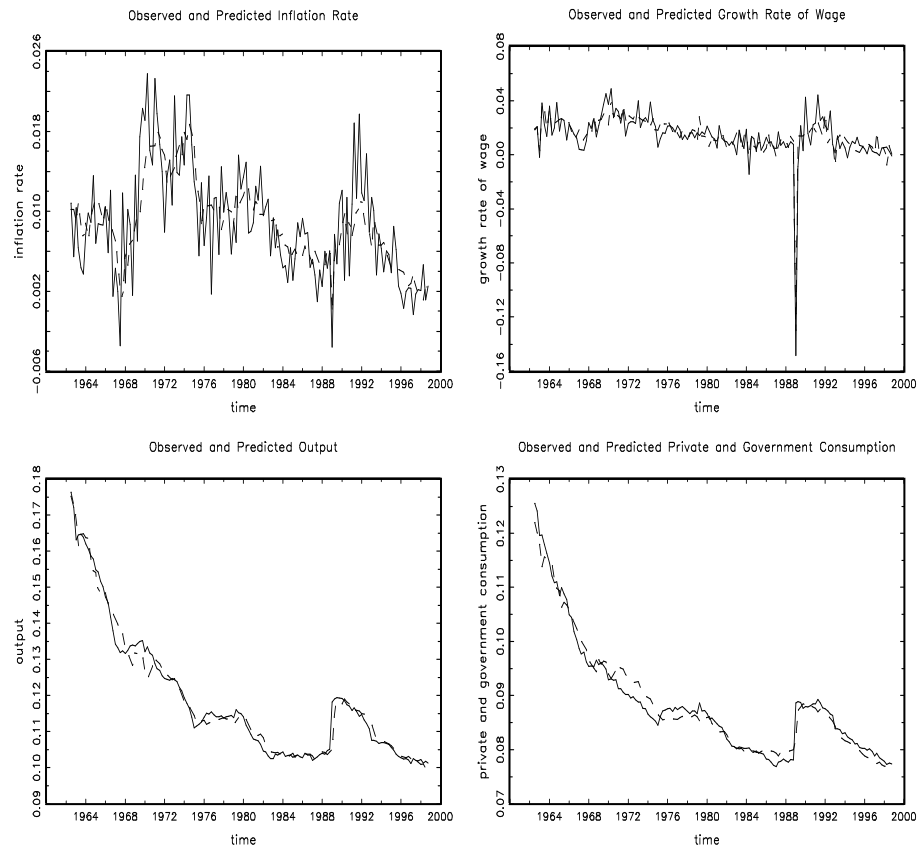 Observed and Predicted Inflation Rate
inflation rate
0.026
0.018
0.010
0.002
−0.006
1964 1968 1972 1976 1980 1984 1988 1992 1996 2000
time
Observed and Predicted Growth Rate of Wage
growth rate of wage
0.08
0.04
0.00
−0.04
−0.08
−0.12
−0.16
1964 1968 1972 1976 1980 1984 1988 1992 1996 2000
time
Observed and Predicted Output
output
0.18
0.17
0.16
0.15
0.14
0.13
0.12
0.11
0.10
0.09
1964 1968 1972 1976 1980 1984 1988 1992 1996 2000
time
Observed and Predicted Private and Government Consumption
private and government consumption
0.13
0.12
0.11
0.10
0.09
0.08
0.07
1964 1968 1972 1976 1980 1984 1988 1992 1996 2000
time